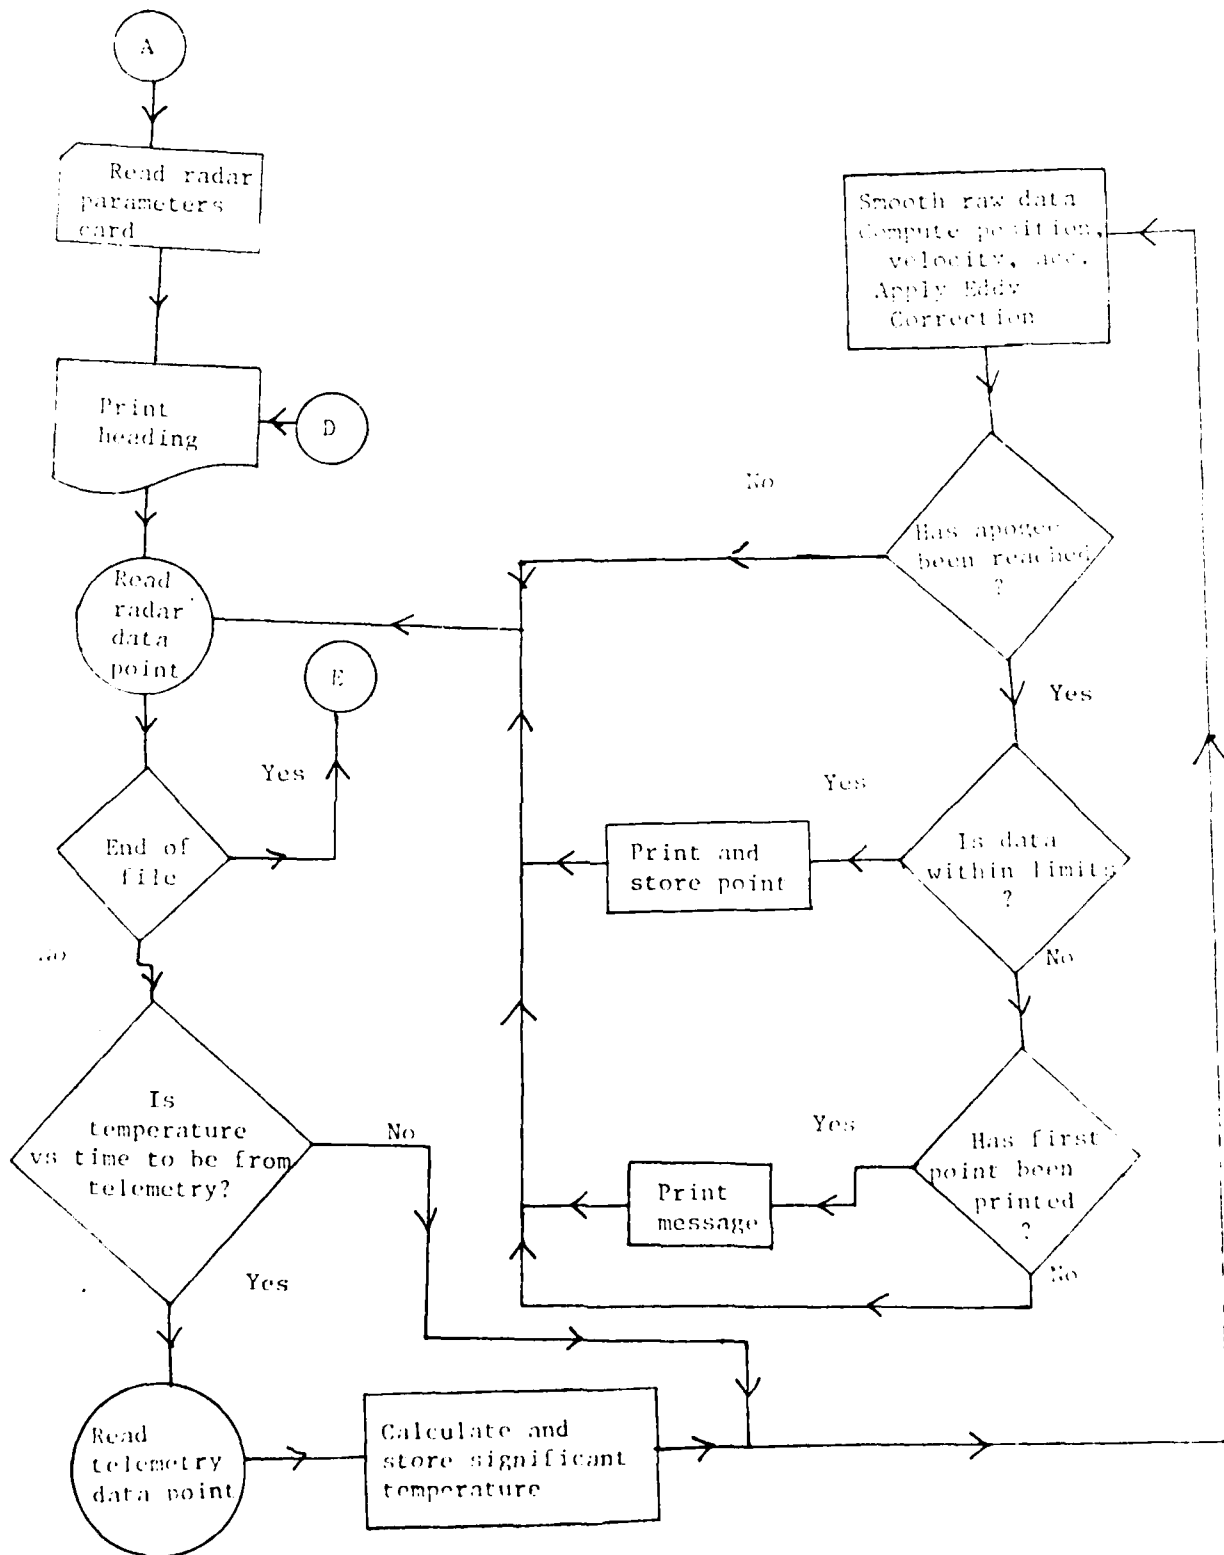 A
Read radar
parameters
card
Print
heading
D
Read
radar
data
point
E
Yes
End of
file
No
Is
temperature
vs time to be from
telemetry?
No
Yes
Read
telemetry
data point
Calculate and
store significant
temperature
Smooth raw data
Compute position,
velocity, acc.
Apply Eddy
Correction
No
Has apogee
been reached
?
Yes
Yes
Print and
store point
Is data
within limits
?
No
Yes
Print
message
Has first
point been
printed
?
No